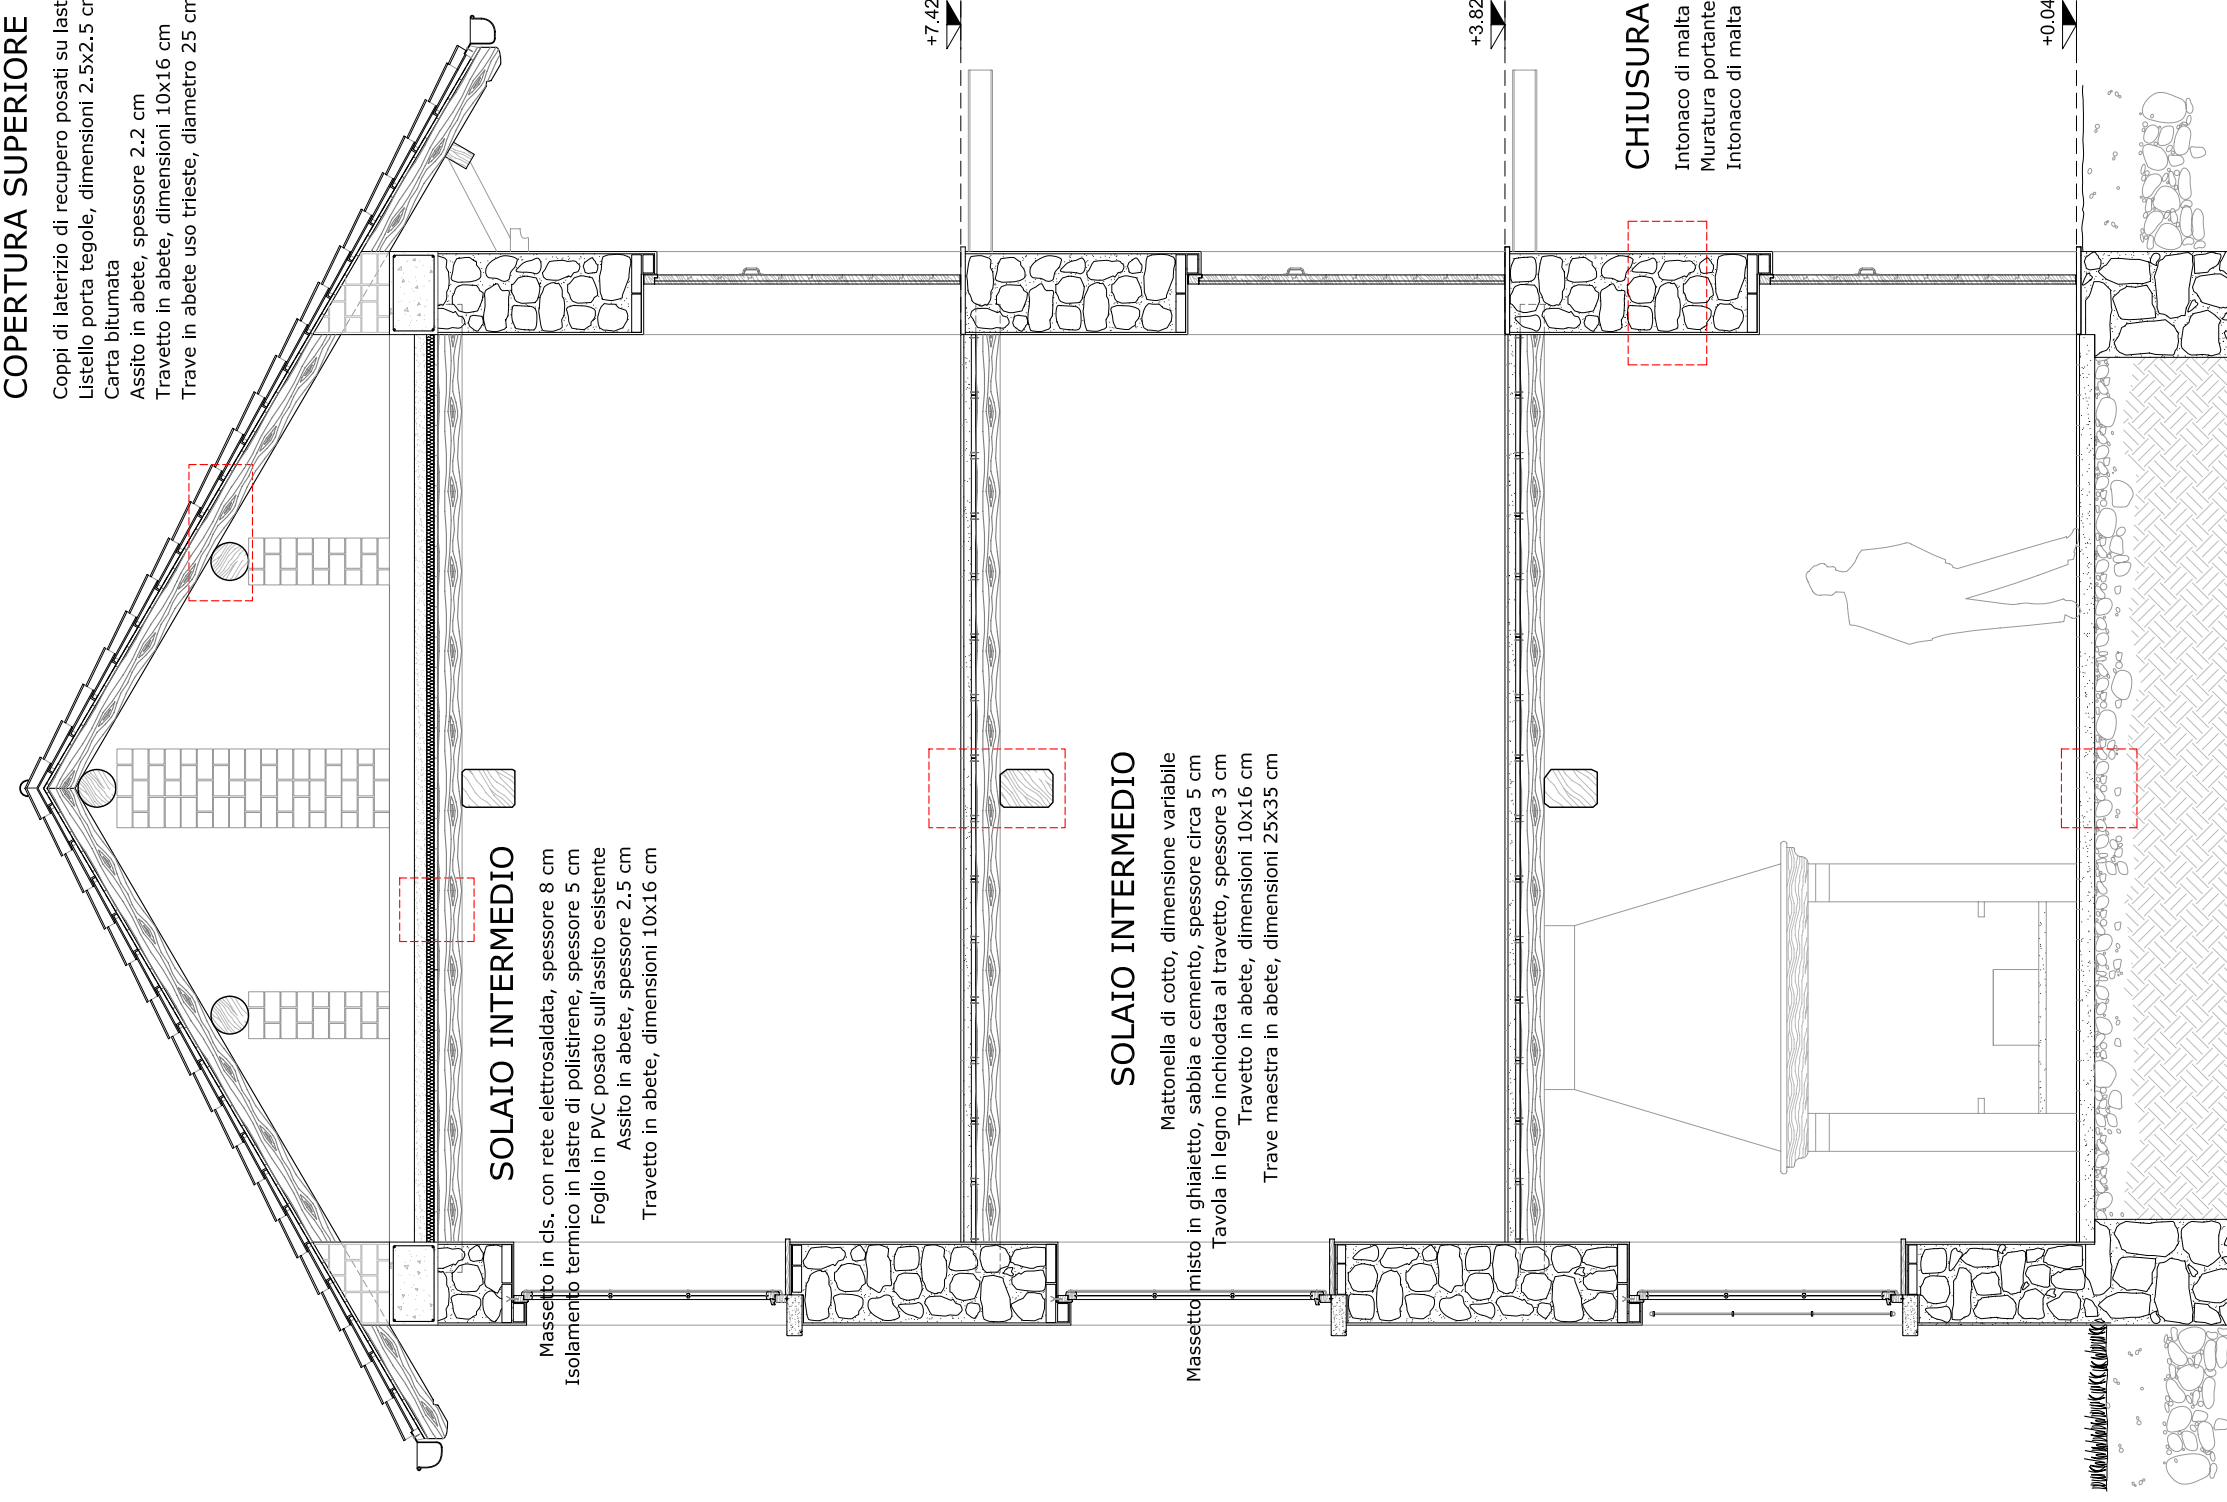 COPERTURA SUPERIORE
Coppi di laterizio di recupero posati su
Listello porta tegole, dimensioni 2.5x2.5
Carta bitumata
Assito in abete, spessore 2.2 cm
Travetto in abete, dimensioni 10x16 cm
Trave in abete uso trieste, diametro 25 cm
SOLAIO INTERMEDIO
Massetto in cls. con rete elettrosaldata, spessore 8 cm
Isolamento termico in lastre di polistirene, spessore 5 cm
Foglio in PVC posato sull'assito esistente
Assito in abete, spessore 2.5 cm
Travetto in abete, dimensioni 10x16 cm
+7.42
SOLAIO INTERMEDIO
Mattonella di cotto, dimensione variabile
Massetto misto in ghiaietto, sabbia e cemento, spessore circa 5 cm
Tavola in legno inchiodata al travetto, spessore 3 cm
Travetto in abete, dimensioni 10x16 cm
Trave maestra in abete, dimensioni 25x35 cm
+3.82
CHIUSURA
Intonaco di malta
Muratura portante
Intonaco di malta
+0.04